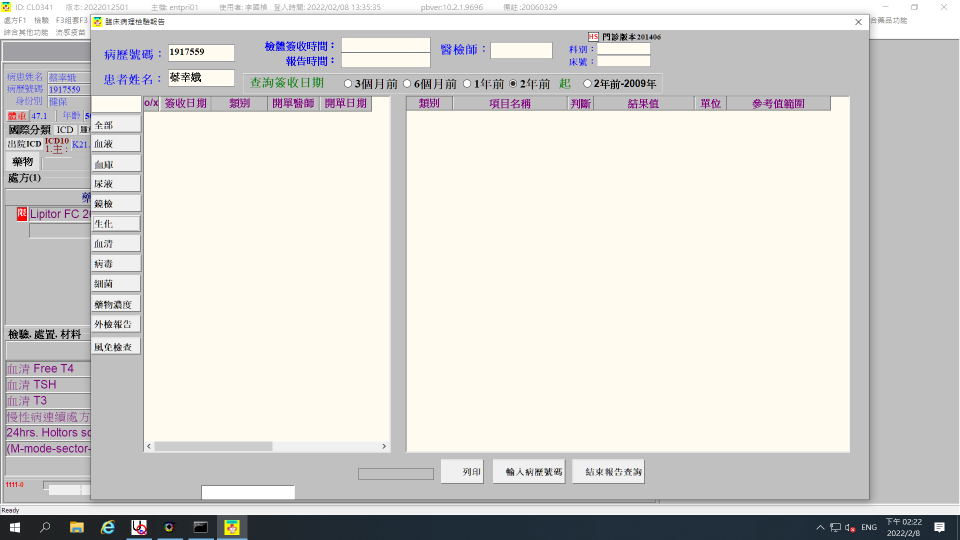 ID: CL0341 版本: 2022012501 主檔: entpri01 使用者: 李國楨 登入時間: 2022/02/08 13:35:35 pbver:10.2.1.9696 備註:20060329
處方F1 檢驗 F3組套F3
綜合其他功能 流感疫苗
臨床病理檢驗報告
病歷號碼： 1917559
檢體簽收時間：
報告時間：
醫檢師：
HS 門診版本201406
科別：
床號：
患者姓名： 蔡幸娥
查詢簽收日期 3個月前 6個月前 1年前 2年前 起 2年前-2009年
病患姓名 蔡幸娥
病歷號碼 1917559
身份別 健保
體重 47.1 年齡
國際分類 ICD
出院ICD ICD10 1.主： K21.
藥物
處方(1)
限 Lipitor FC 20
檢驗, 處置, 材料
血清 Free T4
血清 TSH
血清 T3
慢性病連續處方
24hrs. Holtors sc
(M-mode-sector-
1111-0
o/x 簽收日期 類別 開單醫師 開單日期
類別 項目名稱 判斷 結果值 單位 參考值範圍
全部
血液
血庫
尿液
鏡檢
生化
血清
病毒
細菌
藥物濃度
外檢報告
風免檢查
列印 輸入病歷號碼 結束報告查詢
Ready
ENG
下午 02:22
2022/2/8